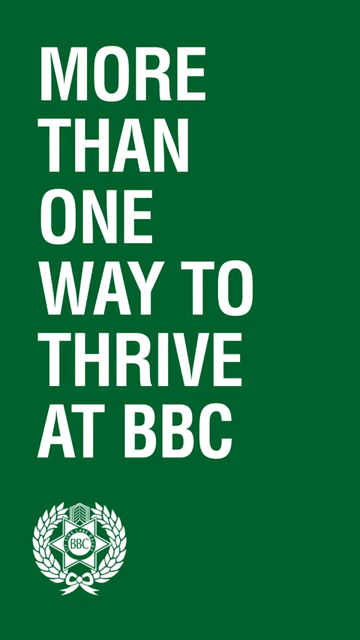 MORE
THAN
ONE
WAY TO
THRIVE
AT BBC
BBC